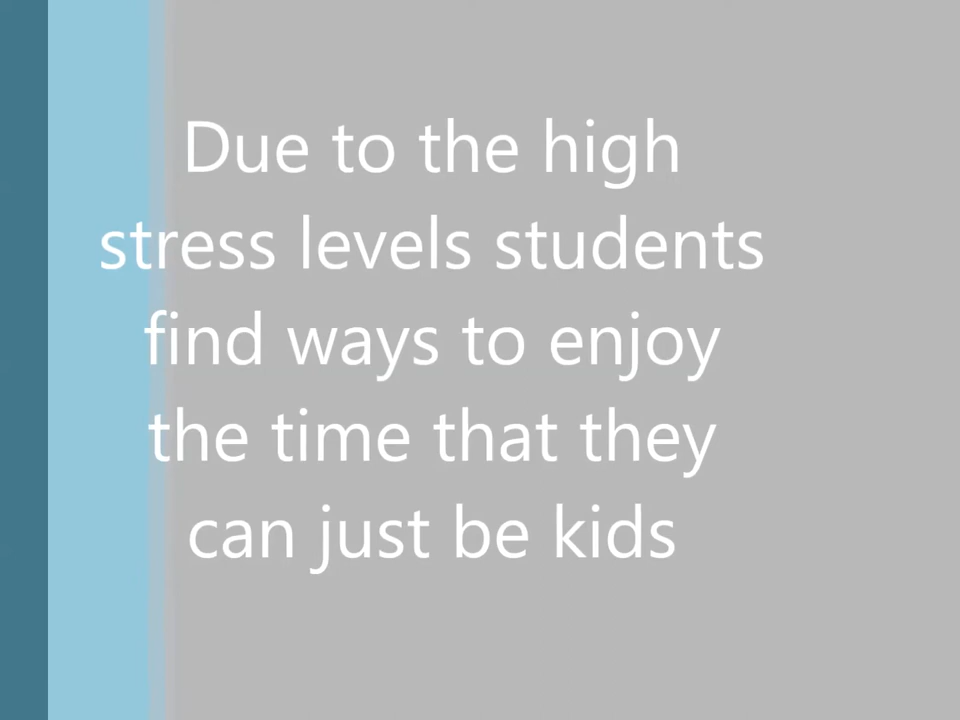 Due to the high
stress levels students
find ways to enjoy
the time that they
can just be kids